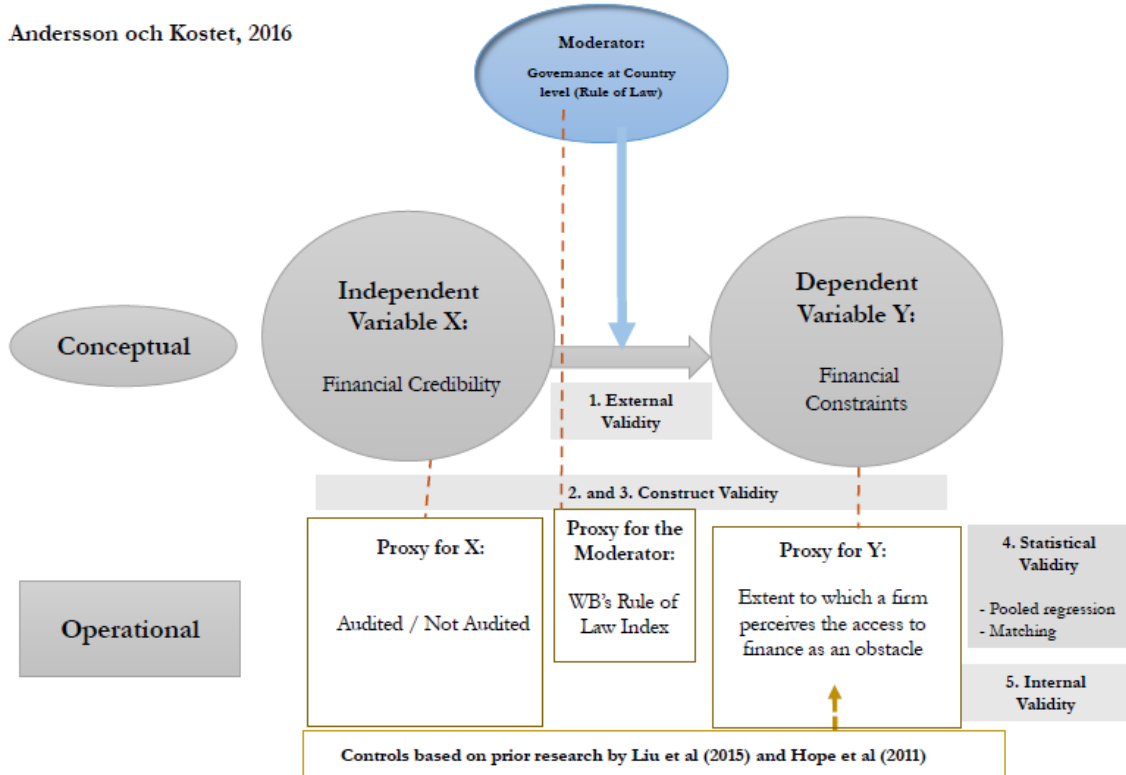 Andersson och Kostet, 2016
Moderator:
Governance at Country
level (Rule of Law)
Independent
Variable X:
Financial Credibility
Dependent
Variable Y:
Financial
Constraints
Conceptual
1. External
Validity
2. and 3. Construct Validity
Operational
Proxy for X:
Audited / Not Audited
Proxy for the
Moderator:
WB's Rule of
Law Index
Proxy for Y:
Extent to which a firm
perceives the access to
finance as an obstacle
4. Statistical
Validity
- Pooled regression
- Matching
5. Internal
Validity
Controls based on prior research by Liu et al (2015) and Hope et al (2011)